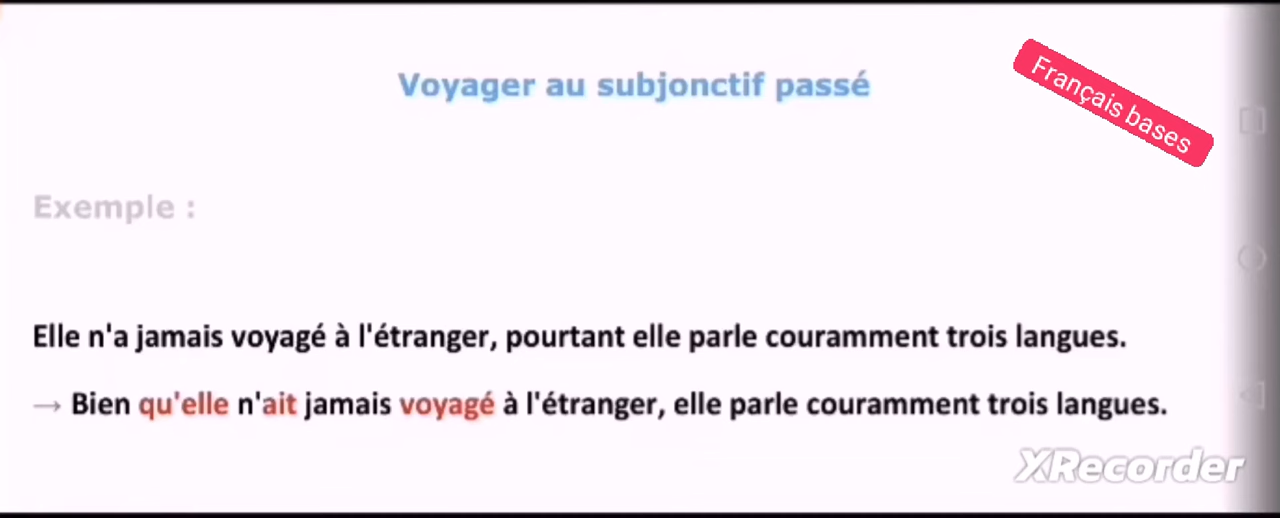 Voyager au subjonctif passé
Français bases
Exemple :
Elle n'a jamais voyagé à l'étranger, pourtant elle parle couramment trois langues.
→ Bien qu'elle n'ait jamais voyagé à l'étranger, elle parle couramment trois langues.
XRecorder